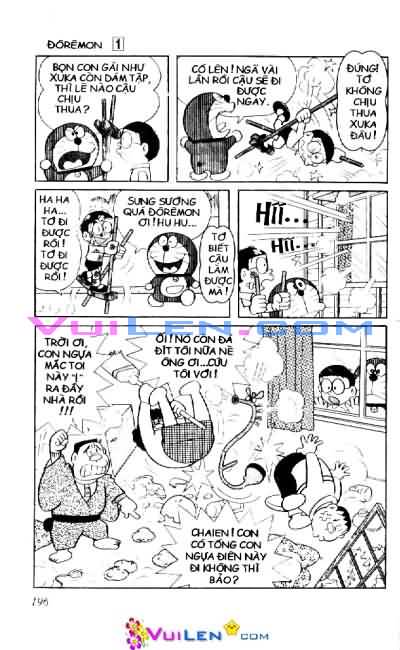 ĐÔRÊMON 1
BỌN CON GÁI NHƯ
XUKA CÒN DÁM TẬP,
THÌ LẼ NÀO CẬU
CHỊU
THUA?
CỐ LÊN! NGÃ VÀI
LẦN RỒI CẬU SẼ ĐI
ĐƯỢC
NGAY.
ĐÚNG!
TỚ
KHÔNG
CHỊU
THUA
XUKA
ĐÂU!
HA HA
HA...
TỚ ĐI
ĐƯỢC
RỒI!
TỚ ĐI
ĐƯỢC
RỒI!
SUNG SƯỚNG
QUÁ ĐÔRÊMON
ƠI! HU HU...
TỚ
BIẾT
CẬU
LÀM
ĐƯỢC
MÀ!
HÍÍ...
HÍÍ...
VUILEN.COM
TRỜI ƠI,
CON NGỰA
MẮC TOI
NÀY 
RA ĐẦY
NHÀ RỒI
!!!
ỐI! NÓ CÒN ĐÁ
ĐÍT TÔI NỮA NÈ
ÔNG ƠI...CỨU
TÔI VỚI!
CHAIEN! CON
CÓ TỐNG CON
NGỰA ĐIÊN NÀY
ĐI KHÔNG THÌ
BẢO?
196
VUILEN.COM